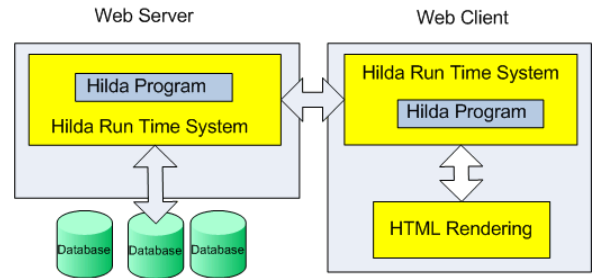 Web Server
Web Client
Hilda Program
Hilda Run Time System
Hilda Run Time System
Hilda Program
HTML Rendering
Database
Database
Database